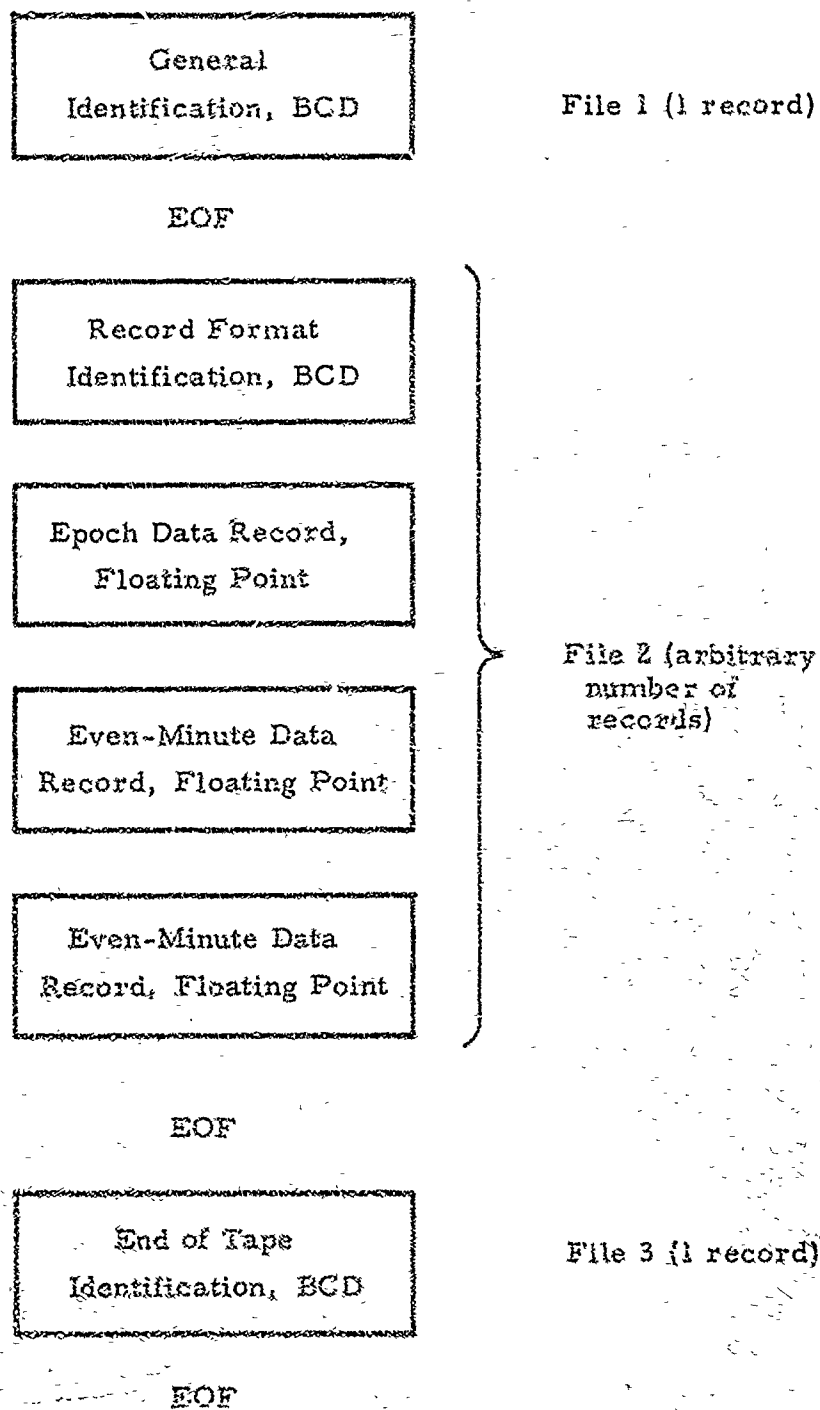 General
Identification, BCD
File 1 (1 record)
EOF
Record Format
Identification, BCD
Epoch Data Record,
Floating Point
Even-Minute Data
Record, Floating Point
File 2 (arbitrary
number of
records)
Even-Minute Data
Record, Floating Point
EOF
End of Tape
Identification, BCD
File 3 (1 record)
EOF